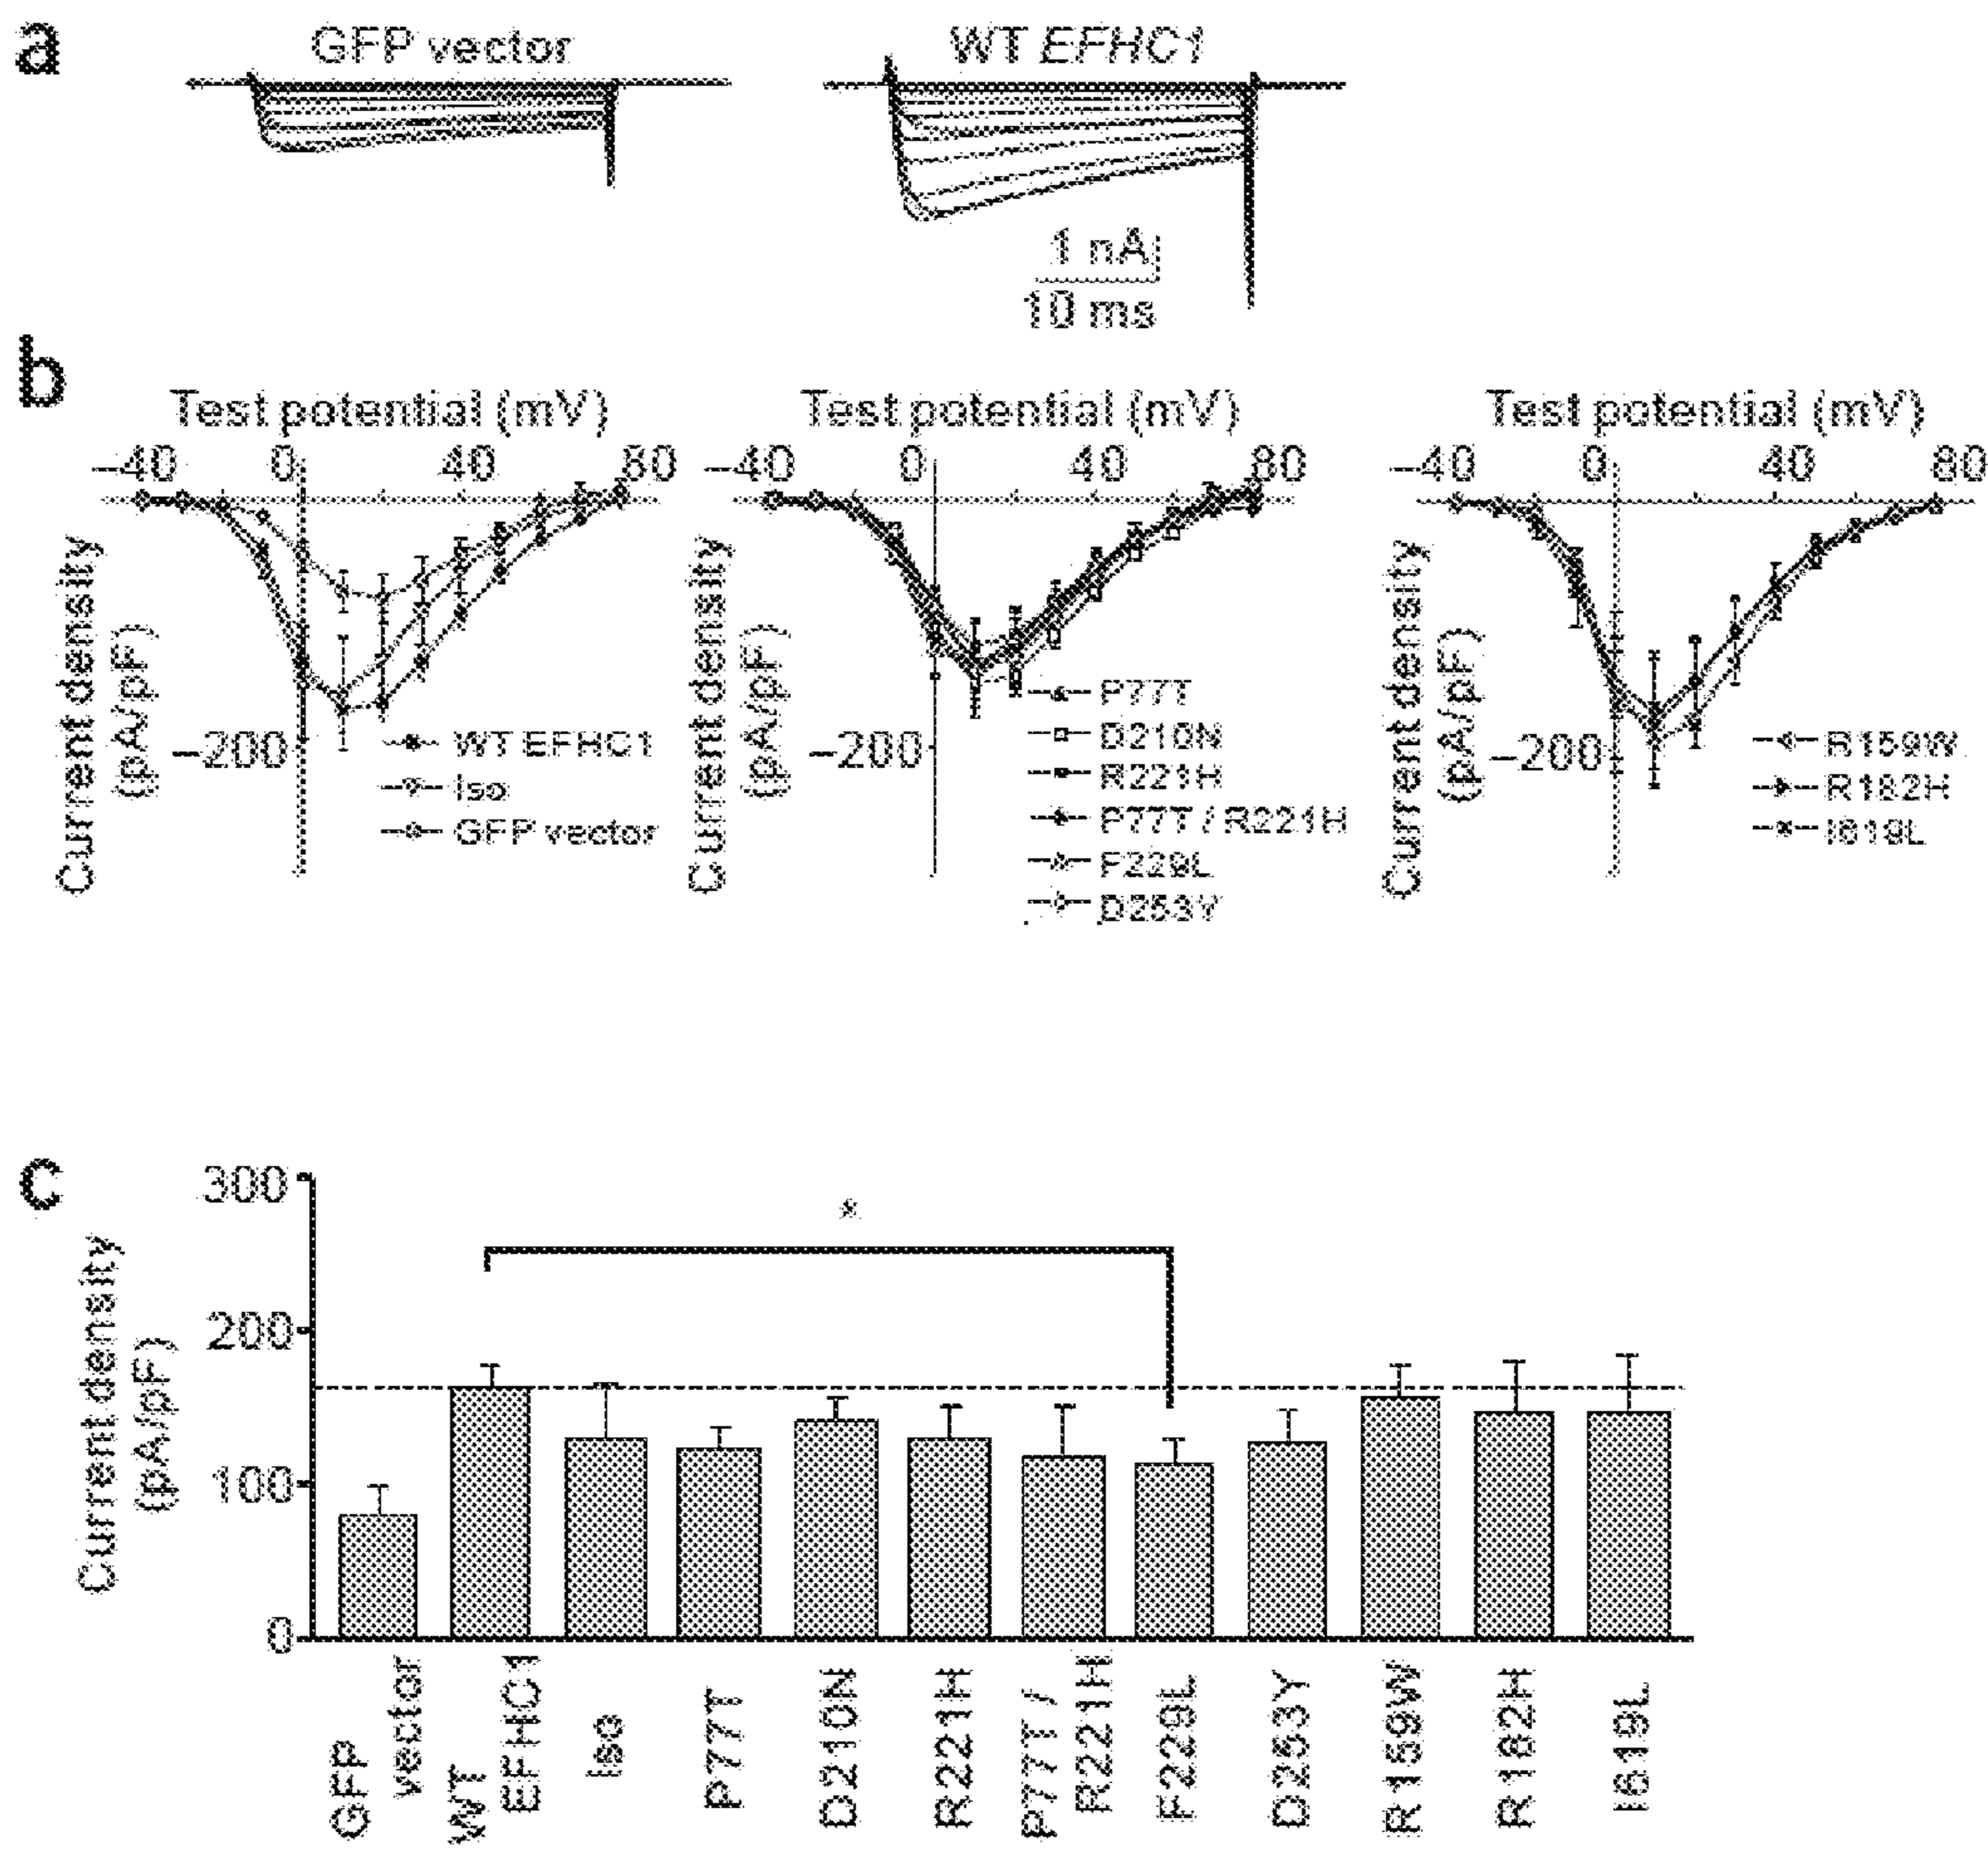 a
GFP vector
WT EFHC1
1 nA
10 ms
b
Test potential (mV)
−40 0 40 80
Current density
(pA/pF)
−200
WT EFHC1
Iso
GFP vector
Test potential (mV)
−40 0 40 80
Current density
(pA/pF)
−200
P77T
D210N
R221H
P77T / R221H
F229L
D253Y
Test potential (mV)
−40 0 40 80
Current density
(pA/pF)
−200
R159W
R182H
I619L
c
Current density
(pA/pF)
300
200
100
0
*
GFP
vector
WT
EFHC1
Iso
P77T
D210N
R221H
P77T /
R221H
F229L
D253Y
R159W
R182H
I619L